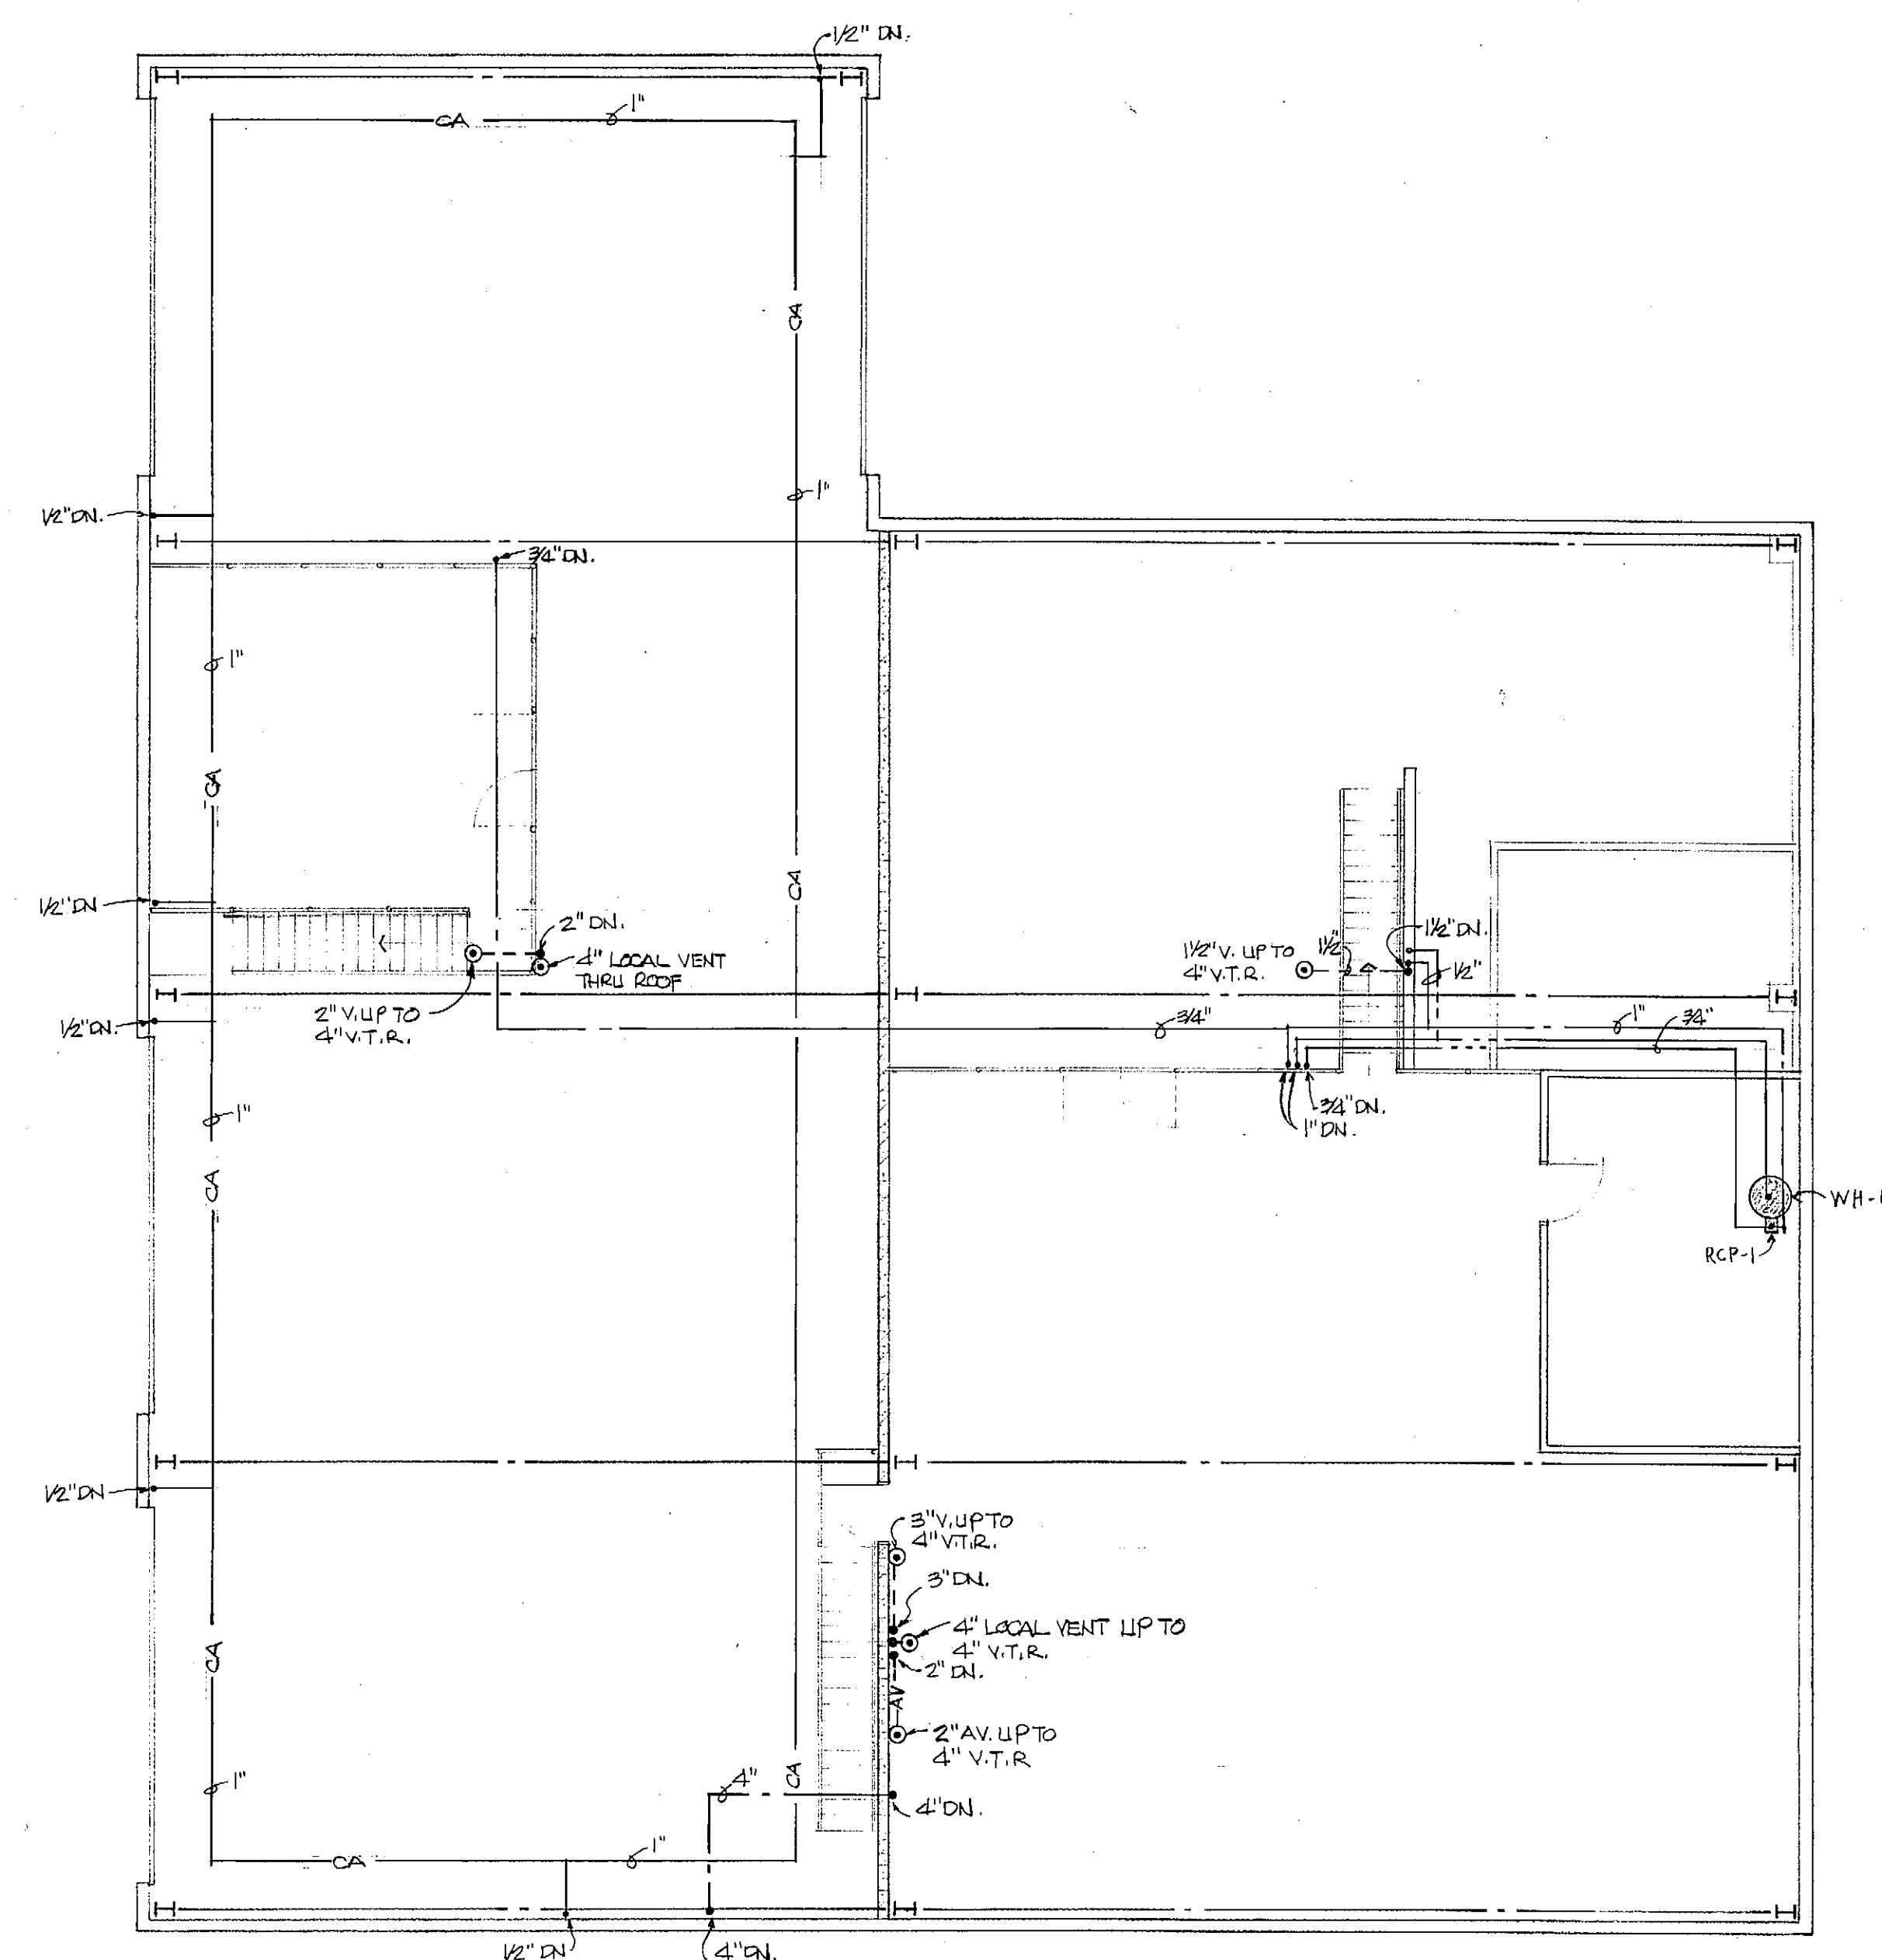 1/2" DN.
1"
CA
CA
1"
1/2" DN.
3/4" DN.
1"
CA
CA
1/2" DN
2" DN.
4" LOCAL VENT
THRU ROOF
1 1/2" V. UP TO
4" V.T.R.
1 1/2
1 1/2" DN.
1/2"
2" V. UP TO
4" V.T.R.
1/2" DN.
3/4"
1"
3/4"
1"
3/4" DN.
1" DN.
CA
WH-1
RCP-1
1/2" DN
3" V. UP TO
4" V.T.R.
3" DN.
4" LOCAL VENT UP TO
4" V.T.R.
2" DN.
CA
AV
2" AV. UP TO
4" V.T.R
1"
4"
CA
4" DN.
CA
1"
1/2" DN
4" DN.